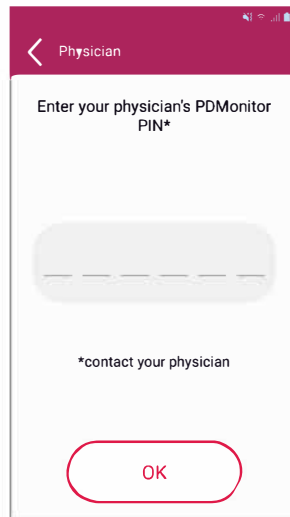 Physician
Enter your physician's PDMonitor
PIN*
*contact your physician
OK